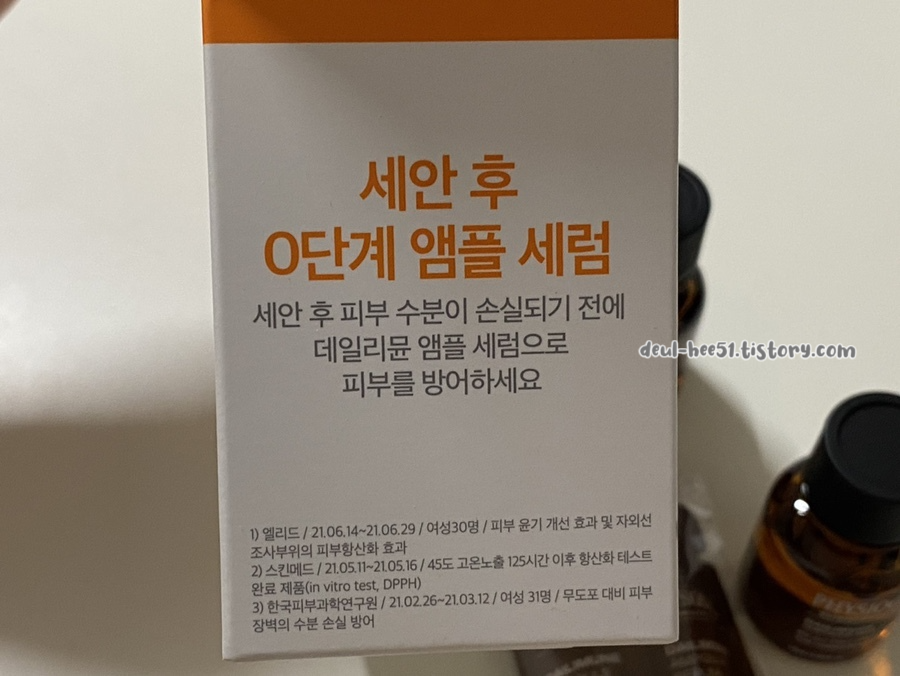 세안 후
0단계 앰플 세럼
세안 후 피부 수분이 손실되기 전에
데일리뮨 앰플 세럼으로
피부를 방어하세요
deul-hee51.tistory.com
1) 엘리드 / 21.06.14~21.06.29 / 여성30명 / 피부 윤기 개선 효과 및 자외선
조사부위의 피부항산화 효과
2) 스킨메드 / 21.05.11~21.05.16 / 45도 고온노출 125시간 이후 항산화 테스트
완료 제품(in vitro test, DPPH)
3) 한국피부과학연구원 / 21.02.26~21.03.12 / 여성 31명 / 무도포 대비 피부
장벽의 수분 손실 방어